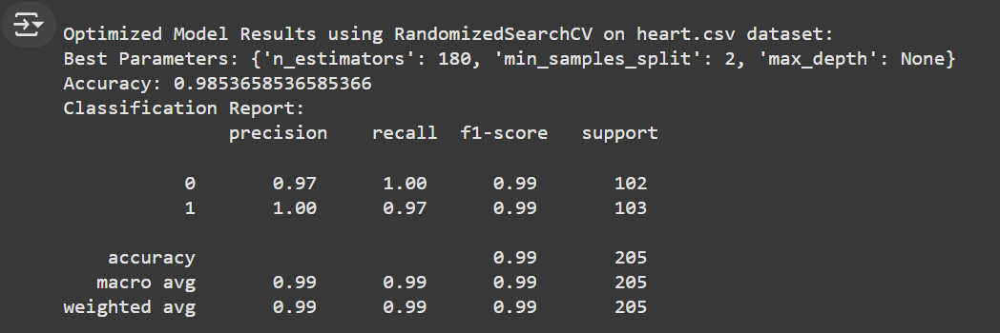 Optimized Model Results using RandomizedSearchCV on heart.csv dataset:
Best Parameters: {'n_estimators': 180, 'min_samples_split': 2, 'max_depth': None}
Accuracy: 0.9853658536585366
Classification Report:
precision recall f1-score support
0 0.97 1.00 0.99 102
1 1.00 0.97 0.99 103
accuracy 0.99 205
macro avg 0.99 0.99 0.99 205
weighted avg 0.99 0.99 0.99 205